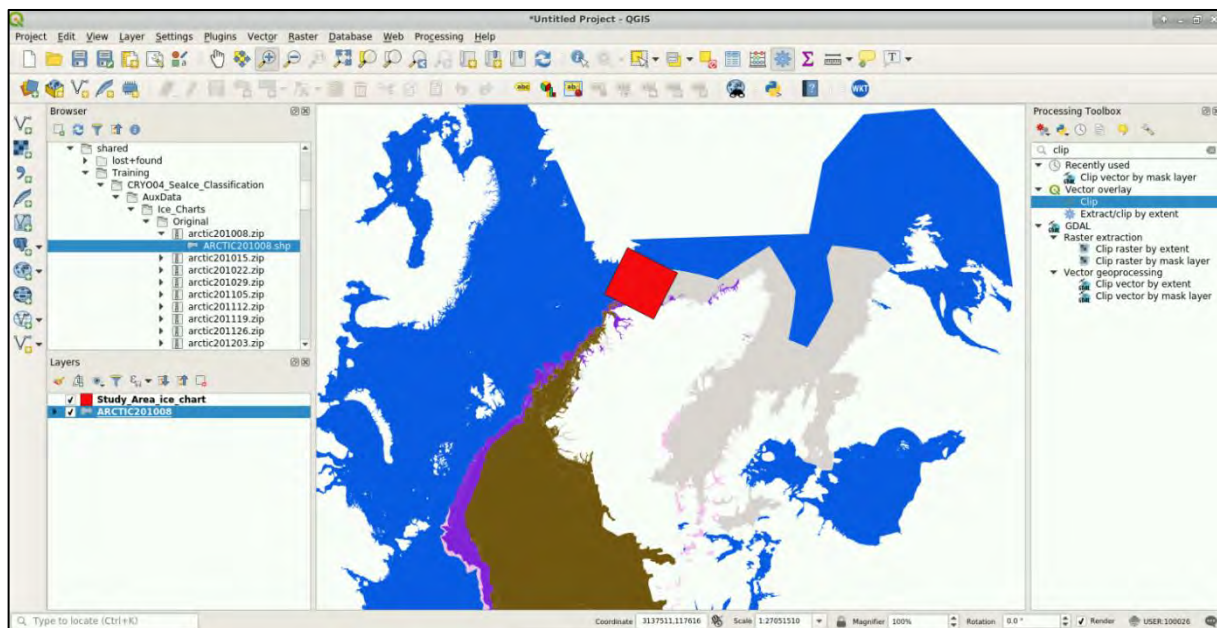 *Untitled Project - QGIS
Project Edit View Layer Settings Plugins Vector Raster Database Web Processing Help
Browser
shared
lost+found
Training
CRYO04_SeaIce_Classification
AuxData
Ice_Charts
Original
arctic201008.zip
ARCTIC201008.shp
arctic201015.zip
arctic201022.zip
arctic201029.zip
arctic201105.zip
arctic201112.zip
arctic201119.zip
arctic201126.zip
arctic201203.zip
Layers
Study_Area_ice_chart
ARCTIC201008
Processing Toolbox
clip
Recently used
Clip vector by mask layer
Vector overlay
Clip
Extract/clip by extent
GDAL
Raster extraction
Clip raster by extent
Clip raster by mask layer
Vector geoprocessing
Clip vector by extent
Clip vector by mask layer
Type to locate (Ctrl+K)
Coordinate 3137511,117616 Scale 1:27051510 Magnifier 100% Rotation 0.0 ° Render USER:100026